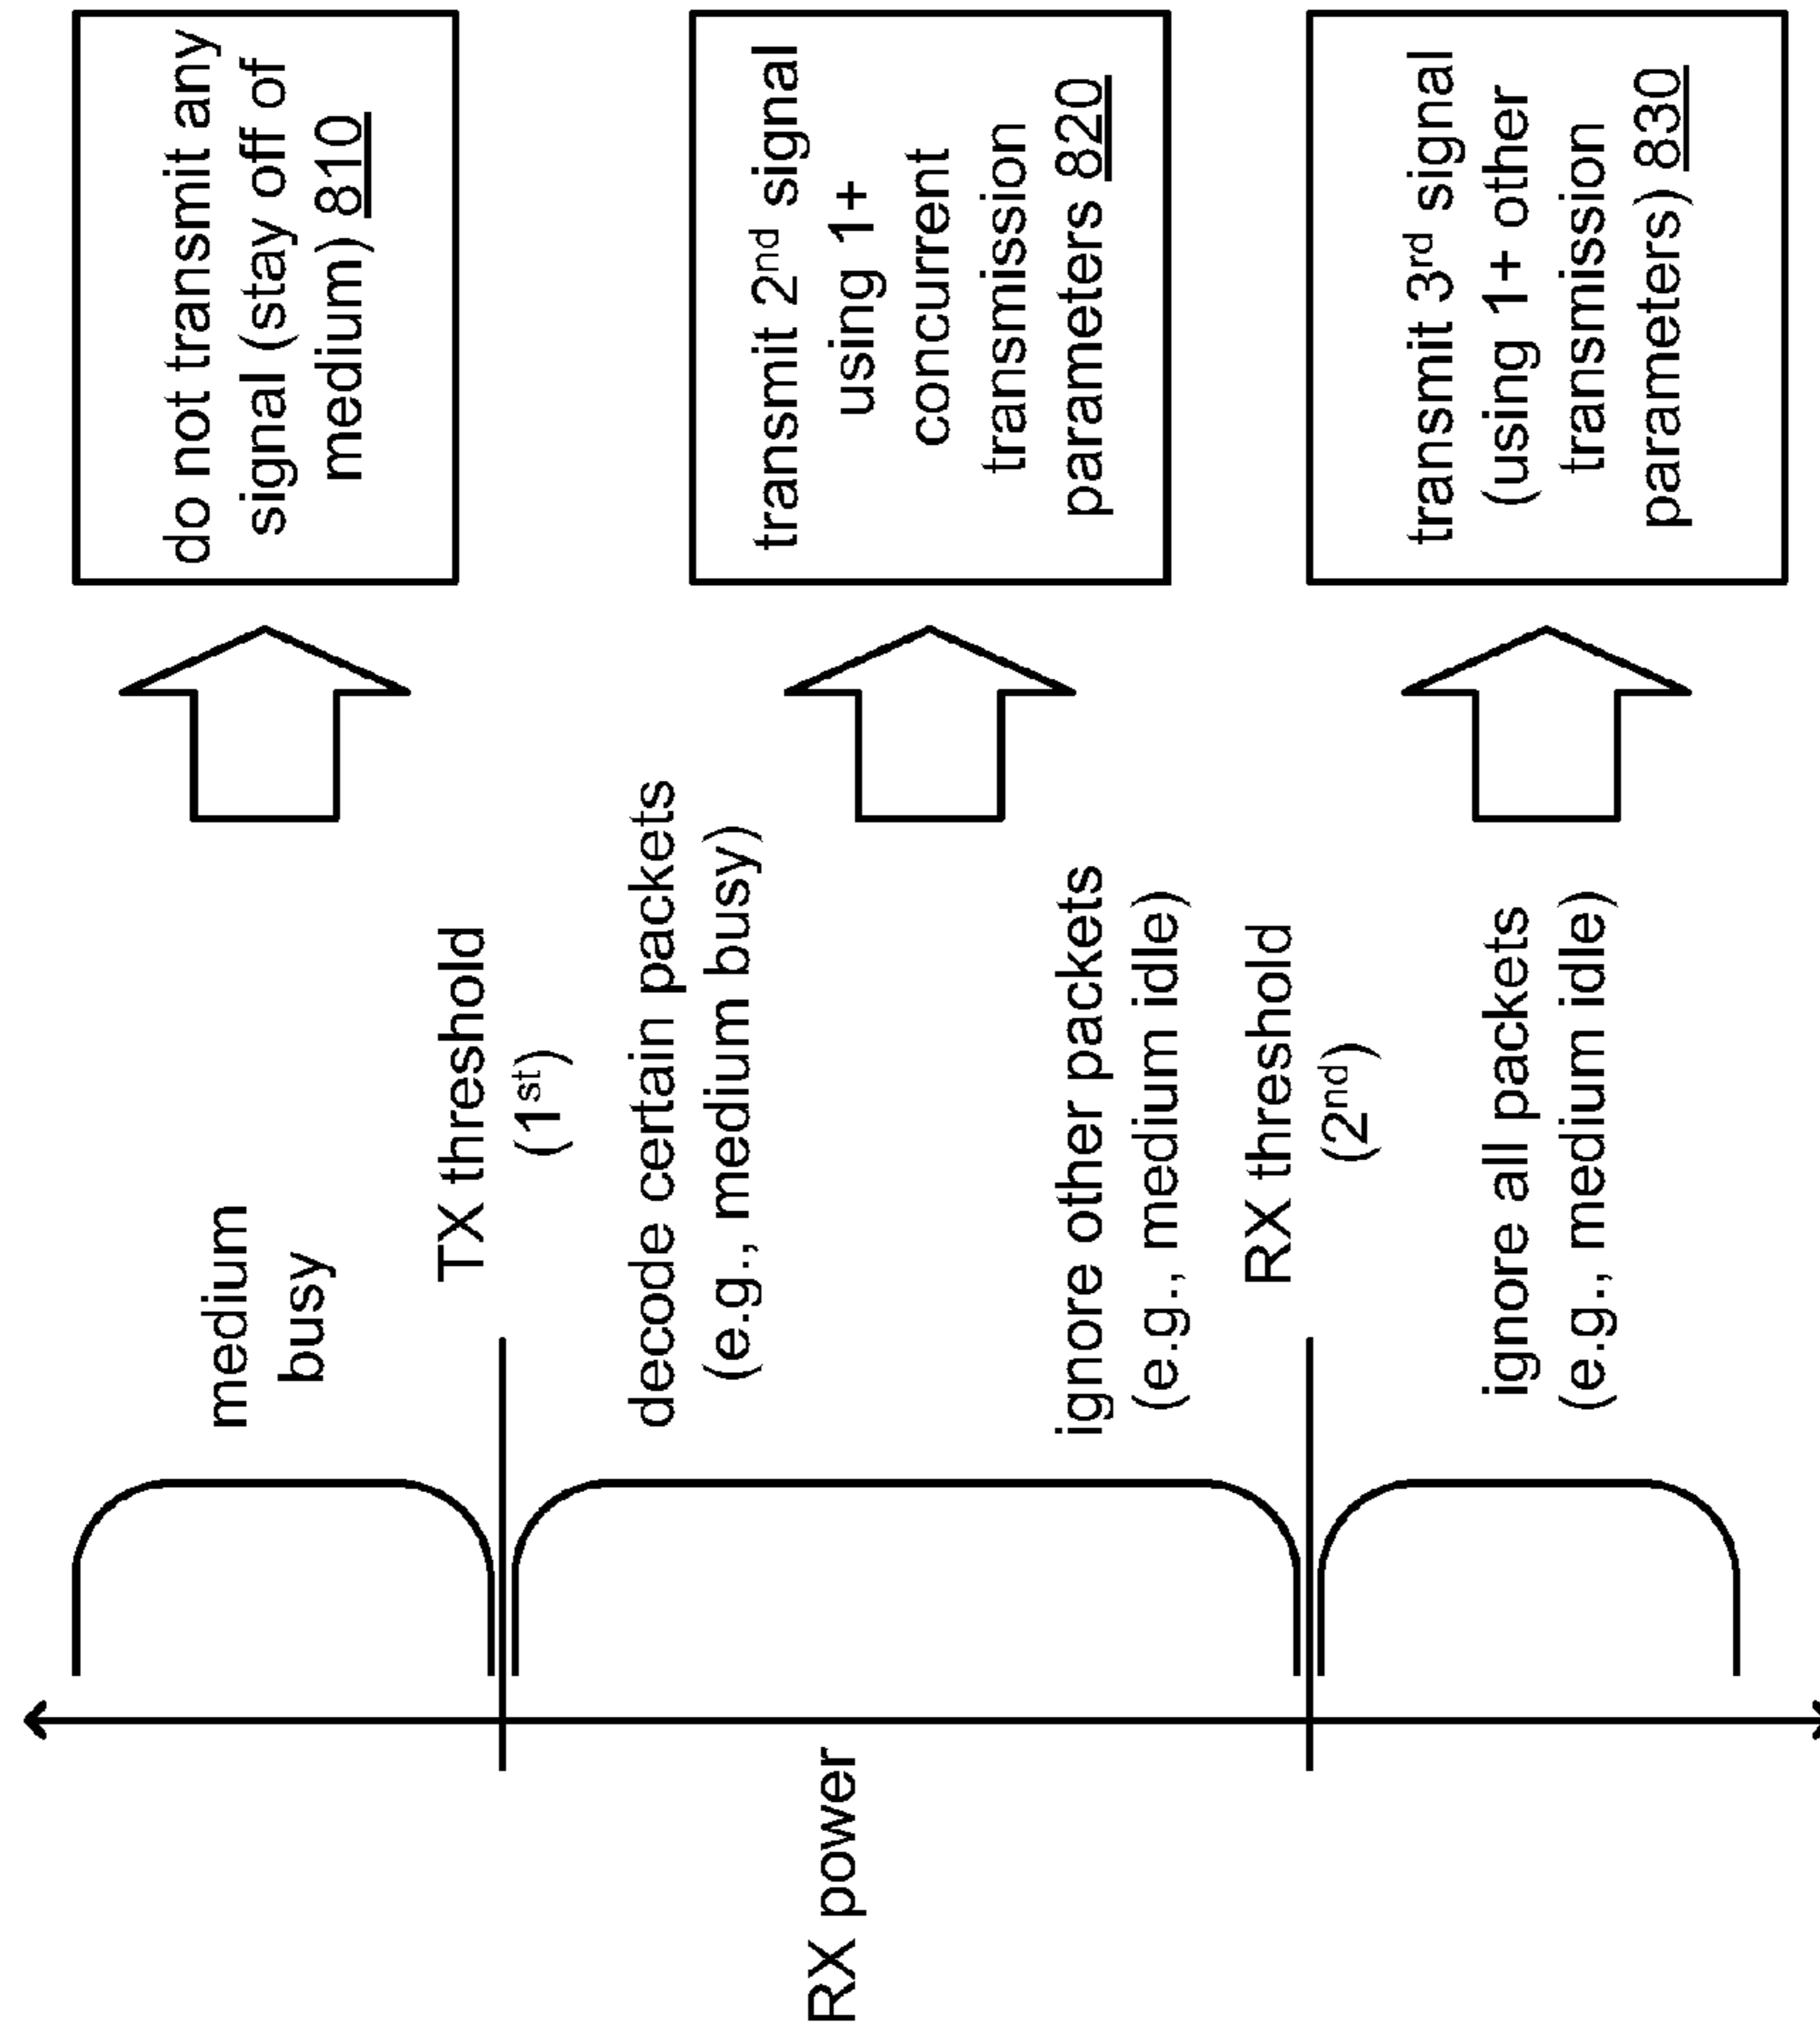 RX power
medium
busy
TX threshold
(1st)
decode certain packets
(e.g., medium busy)
ignore other packets
(e.g., medium idle)
RX threshold
(2nd)
ignore all packets
(e.g., medium idle)
do not transmit any
signal (stay off of
medium) 810
transmit 2nd signal
using 1+
concurrent
transmission
parameters 820
transmit 3rd signal
(using 1+ other
transmission
parameters) 830